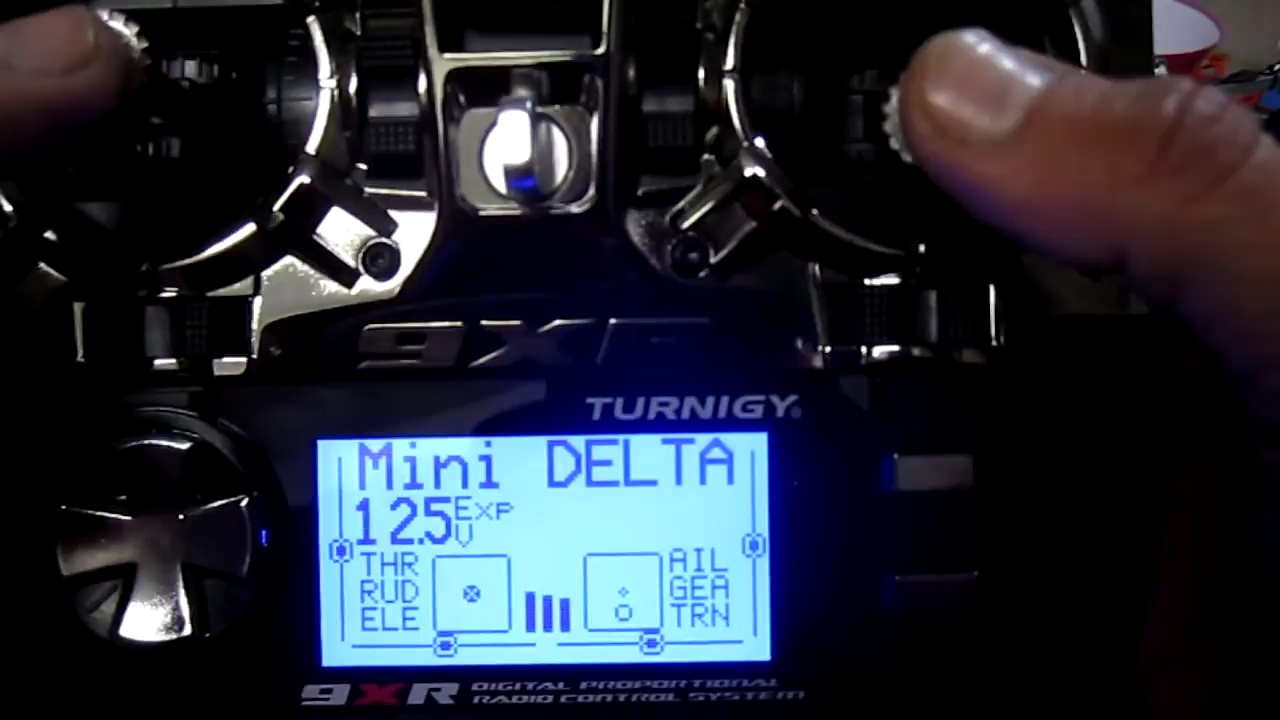 9XR
TURNIGY
Mini DELTA
12.5 Exp
V
THR AIL
RUD GEA
ELE TRN
9XR DIGITAL PROPORTIONAL
RADIO CONTROL SYSTEM